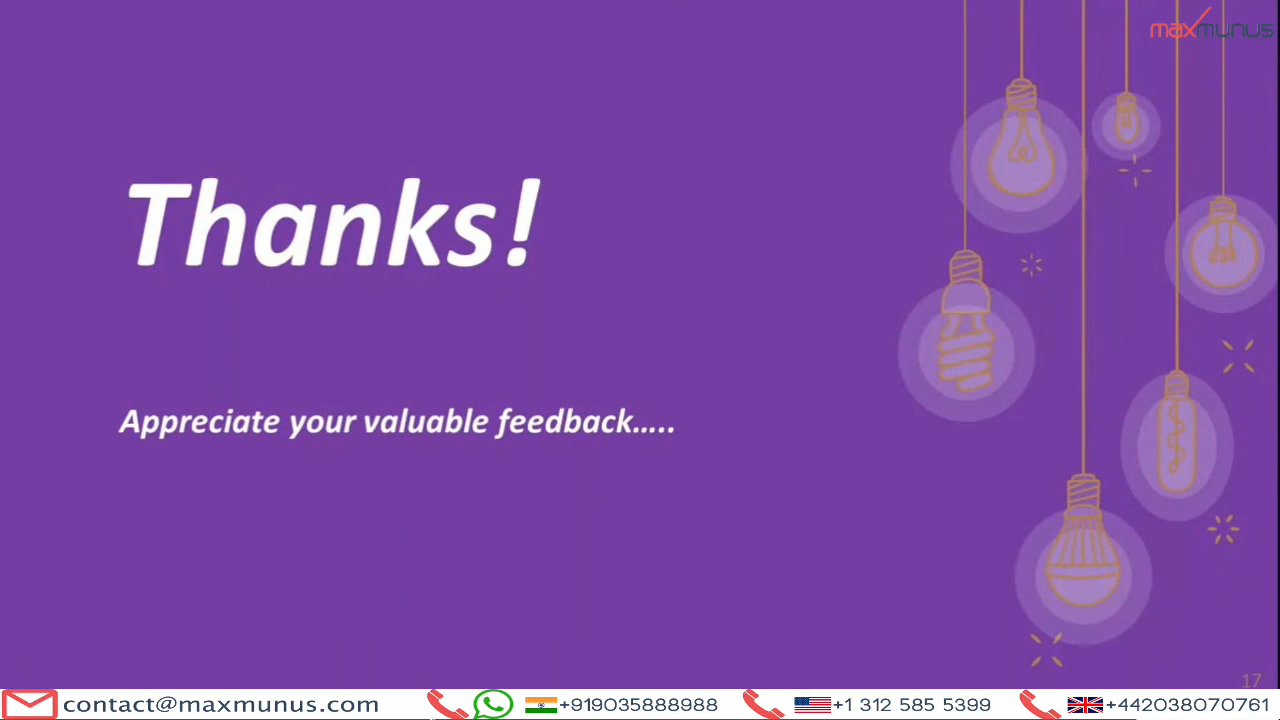 maxmunus
Thanks!
Appreciate your valuable feedback.....
17
contact@maxmunus.com +919035888988 +1 312 585 5399 +442038070761